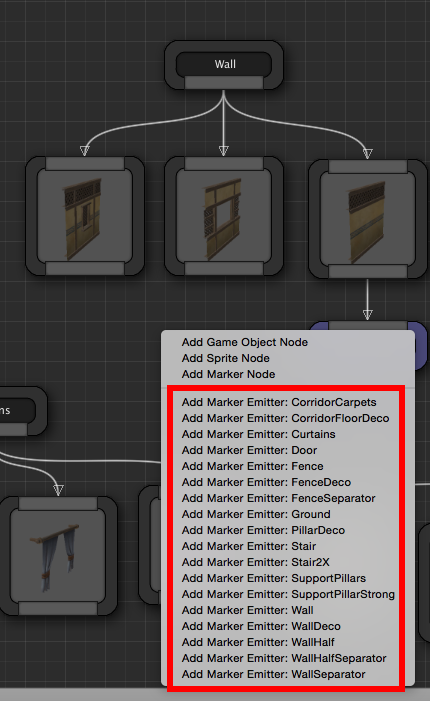 Wall
Add Game Object Node
Add Sprite Node
Add Marker Node
Add Marker Emitter: CorridorCarpets
ns
Add Marker Emitter: CorridorFloorDeco
Add Marker Emitter: Curtains
Add Marker Emitter: Door
Add Marker Emitter: Fence
Add Marker Emitter: FenceDeco
Add Marker Emitter: FenceSeparator
Add Marker Emitter: Ground
Add Marker Emitter: PillarDeco
Add Marker Emitter: Stair
Add Marker Emitter: Stair2X
Add Marker Emitter: SupportPillars
Add Marker Emitter: SupportPillarStrong
Add Marker Emitter: Wall
Add Marker Emitter: WallDeco
Add Marker Emitter: WallHalf
Add Marker Emitter: WallHalfSeparator
Add Marker Emitter: WallSeparator